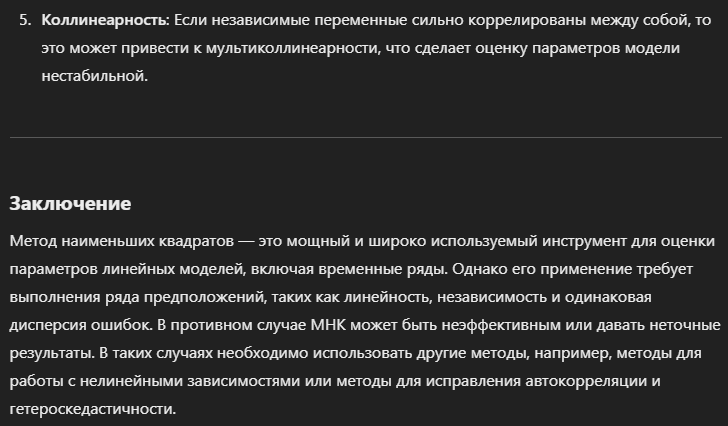 5. Коллинеарность: Если независимые переменные сильно коррелированы между собой, то
это может привести к мультиколлинеарности, что сделает оценку параметров модели
нестабильной.
Заключение
Метод наименьших квадратов — это мощный и широко используемый инструмент для оценки
параметров линейных моделей, включая временные ряды. Однако его применение требует
выполнения ряда предположений, таких как линейность, независимость и одинаковая
дисперсия ошибок. В противном случае МНК может быть неэффективным или давать неточные
результаты. В таких случаях необходимо использовать другие методы, например, методы для
работы с нелинейными зависимостями или методы для исправления автокорреляции и
гетероскедастичности.